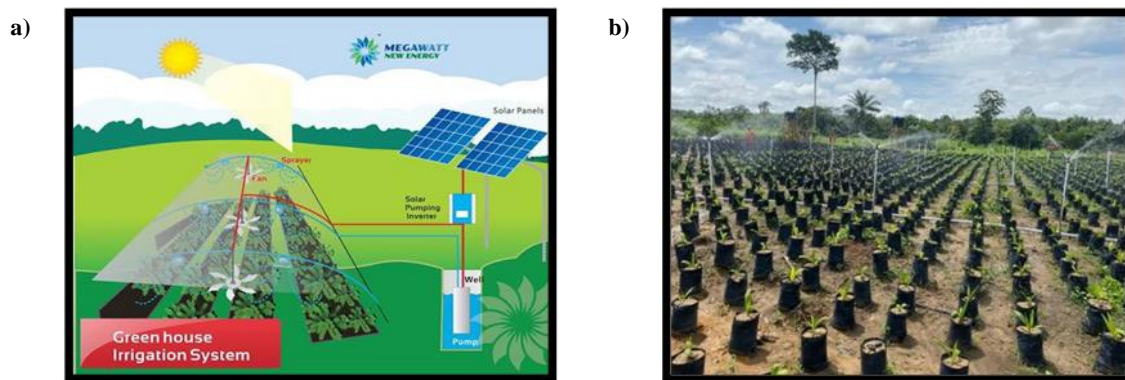 a)
b)
MEGAWATT
NEW ENERGY
Solar Panels
Sprayer
Fan
Solar
Pumping
Inverter
Well
Pump
Green house
Irrigation System